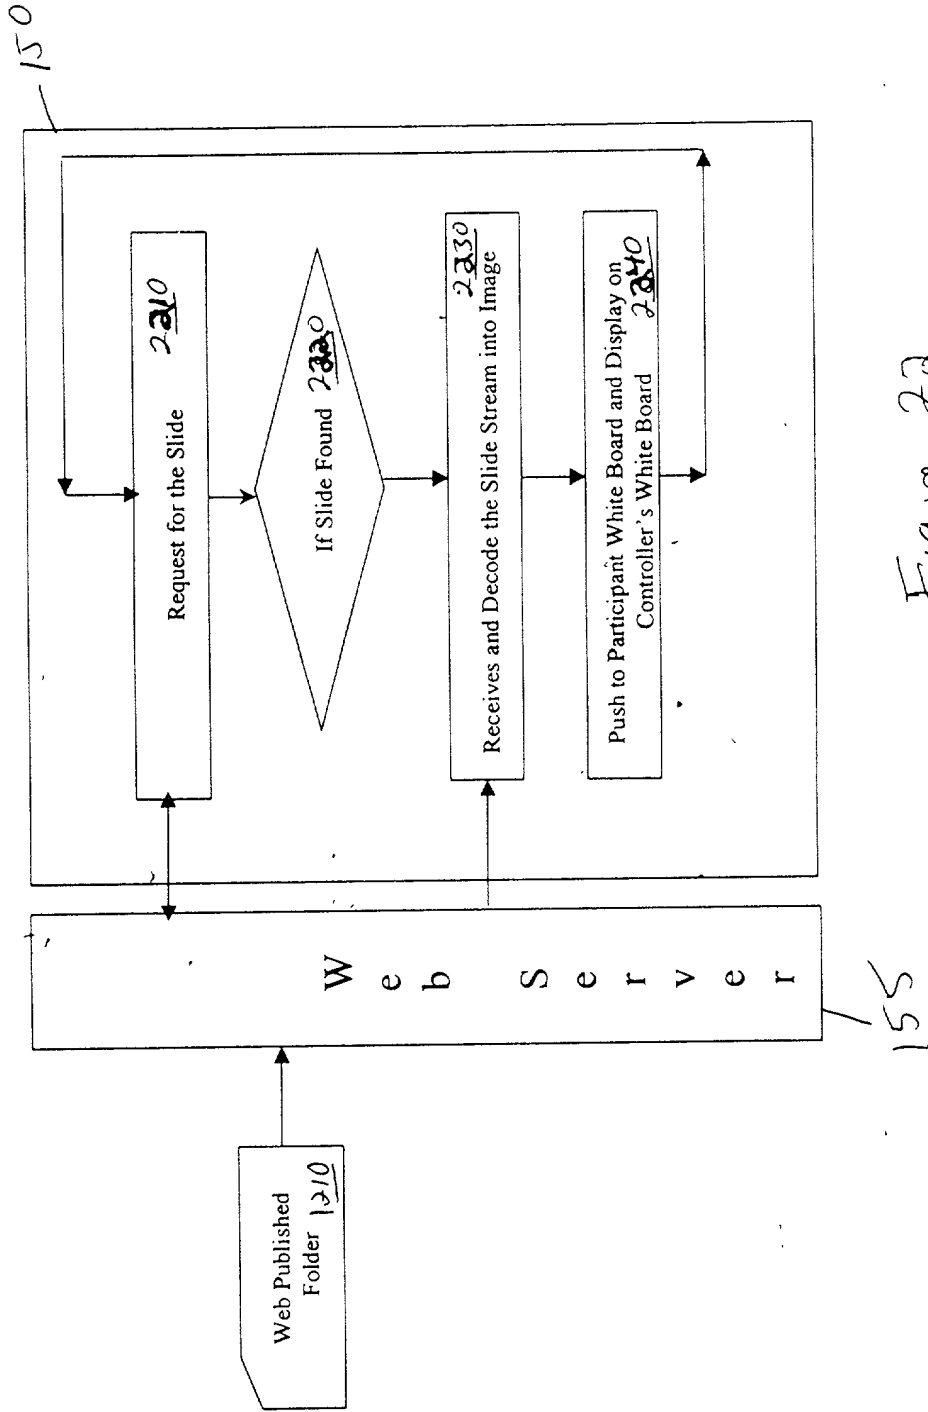 150
Request for the Slide 2210
If Slide Found 2220
2230
Receives and Decode the Slide Stream into Image
Push to Participant White Board and Display on
Controller's White Board 2240
Web Server
155
Web Published
Folder 1210
Figure 22